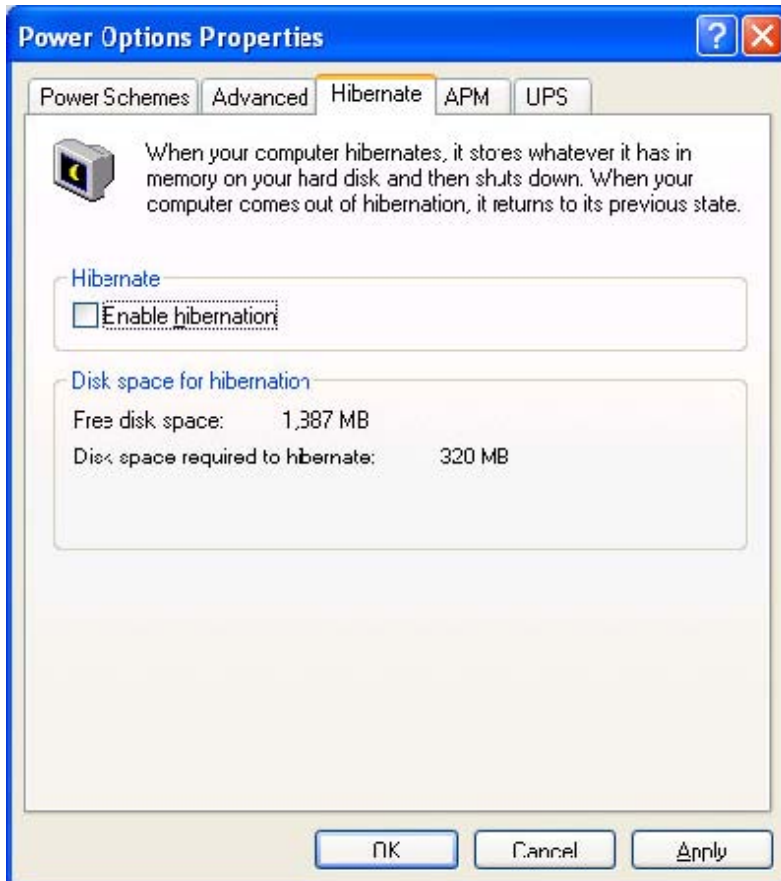 Power Options Properties
Power Schemes Advanced Hibernate APM UPS
When your computer hibernates, it stores whatever it has in
memory on your hard disk and then shuts down. When your
computer comes out of hibernation, it returns to its previous state.
Hibernate
Enable hibernation
Disk space for hibernation
Free disk space: 1,387 MB
Disk space required to hibernate: 320 MB
OK Cancel Apply